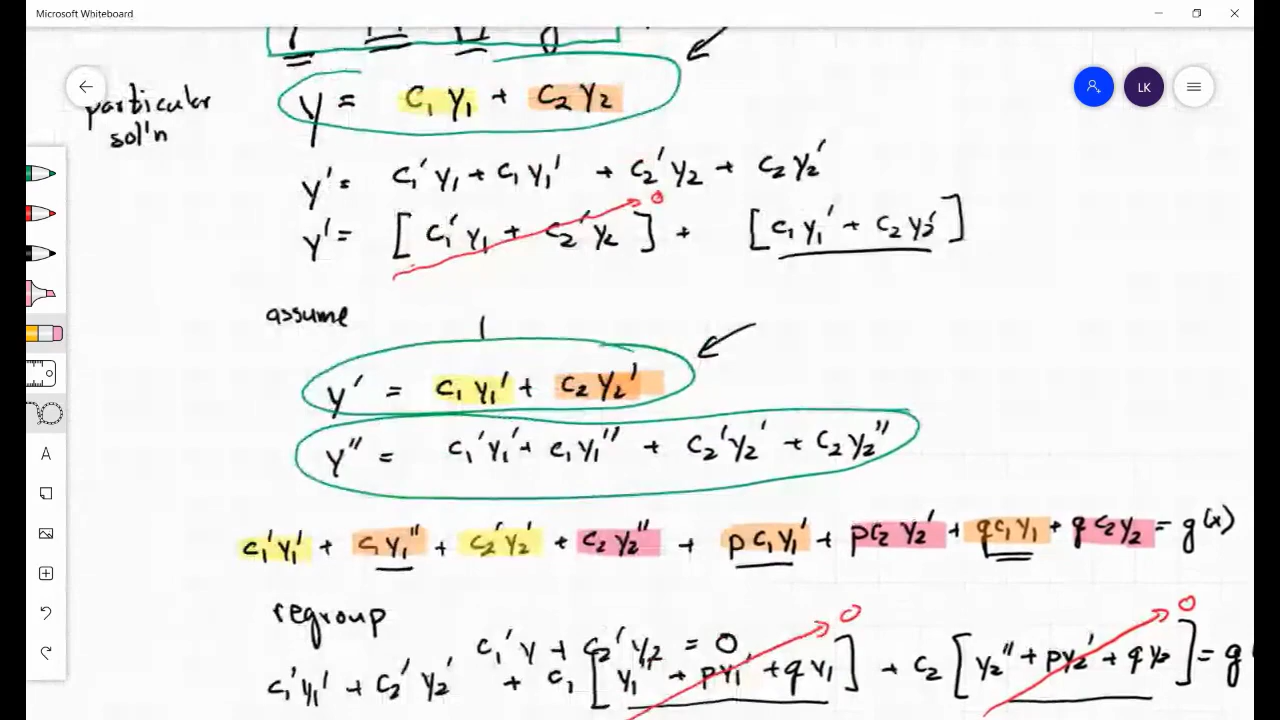 Microsoft Whiteboard
y = c₁ y₁ + c₂ y₂
LK
particular
sol'n
y' = c₁' y₁ + c₁ y₁' + c₂' y₂ + c₂ y₂'
0
y' = [ c₁' y₁ + c₂' y₂ ] + [ c₁ y₁' + c₂ y₂' ]
assume
y' = c₁ y₁' + c₂ y₂'
y" = c₁' y₁' + c₁ y₁" + c₂' y₂' + c₂ y₂"
A
c₁' y₁' + c₁ y₁" + c₂' y₂' + c₂ y₂" + p c₁ y₁' + p c₂ y₂' + q c₁ y₁ + q c₂ y₂ = g(x)
regroup
0 0
c₁' y + c₂' y₂ = 0
c₁' y₁' + c₂' y₂' + c₁ [ y₁" + p y₁' + q y₁ ] + c₂ [ y₂" + p y₂' + q y₂ ] = g